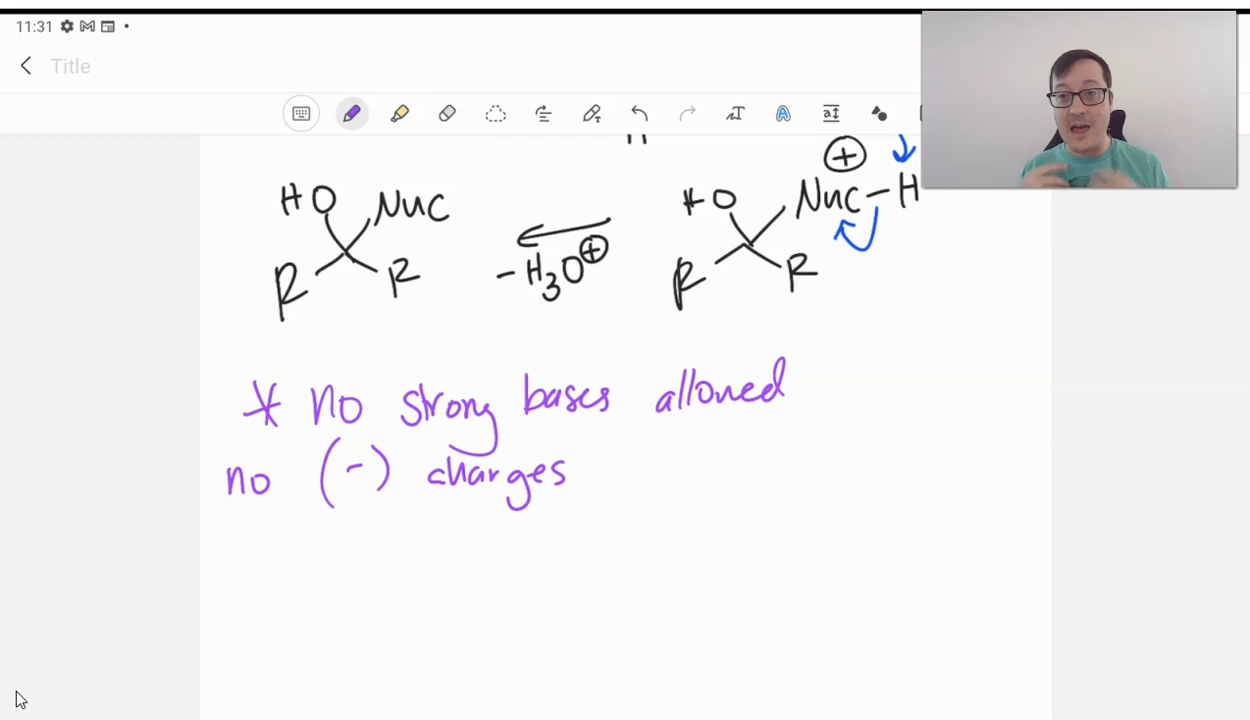 11:31
Title
HO Nuc
R R
- H3O⊕
⊕
HO Nuc - H
R R
* no strong bases allowed
no (-) charges